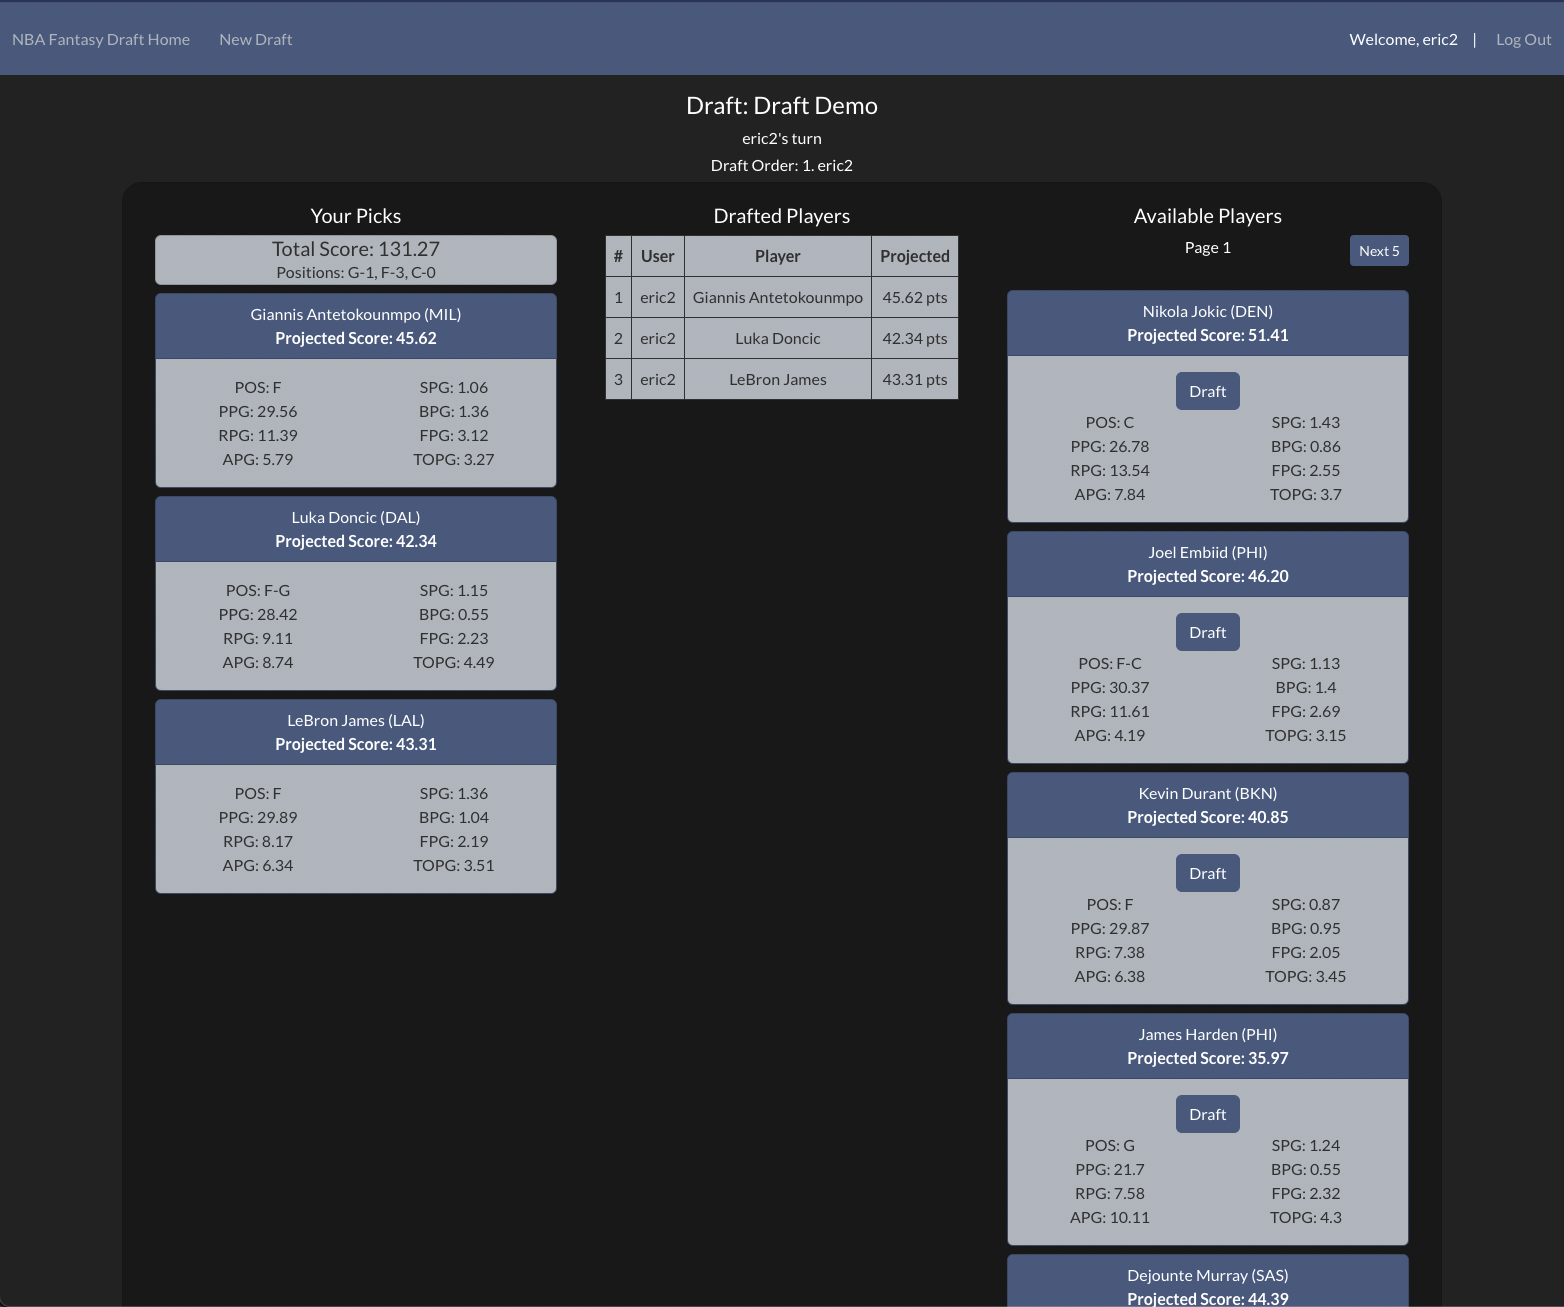 NBA Fantasy Draft Home New Draft Welcome, eric2 | Log Out
Draft: Draft Demo
eric2's turn
Draft Order: 1. eric2
Your Picks
Total Score: 131.27
Positions: G-1, F-3, C-0
Giannis Antetokounmpo (MIL)
Projected Score: 45.62
POS: F SPG: 1.06
PPG: 29.56 BPG: 1.36
RPG: 11.39 FPG: 3.12
APG: 5.79 TOPG: 3.27
Luka Doncic (DAL)
Projected Score: 42.34
POS: F-G SPG: 1.15
PPG: 28.42 BPG: 0.55
RPG: 9.11 FPG: 2.23
APG: 8.74 TOPG: 4.49
LeBron James (LAL)
Projected Score: 43.31
POS: F SPG: 1.36
PPG: 29.89 BPG: 1.04
RPG: 8.17 FPG: 2.19
APG: 6.34 TOPG: 3.51
Drafted Players
# User Player Projected
1 eric2 Giannis Antetokounmpo 45.62 pts
2 eric2 Luka Doncic 42.34 pts
3 eric2 LeBron James 43.31 pts
Available Players
Page 1 Next 5
Nikola Jokic (DEN)
Projected Score: 51.41
Draft
POS: C SPG: 1.43
PPG: 26.78 BPG: 0.86
RPG: 13.54 FPG: 2.55
APG: 7.84 TOPG: 3.7
Joel Embiid (PHI)
Projected Score: 46.20
Draft
POS: F-C SPG: 1.13
PPG: 30.37 BPG: 1.4
RPG: 11.61 FPG: 2.69
APG: 4.19 TOPG: 3.15
Kevin Durant (BKN)
Projected Score: 40.85
Draft
POS: F SPG: 0.87
PPG: 29.87 BPG: 0.95
RPG: 7.38 FPG: 2.05
APG: 6.38 TOPG: 3.45
James Harden (PHI)
Projected Score: 35.97
Draft
POS: G SPG: 1.24
PPG: 21.7 BPG: 0.55
RPG: 7.58 FPG: 2.32
APG: 10.11 TOPG: 4.3
Dejounte Murray (SAS)
Projected Score: 44.39